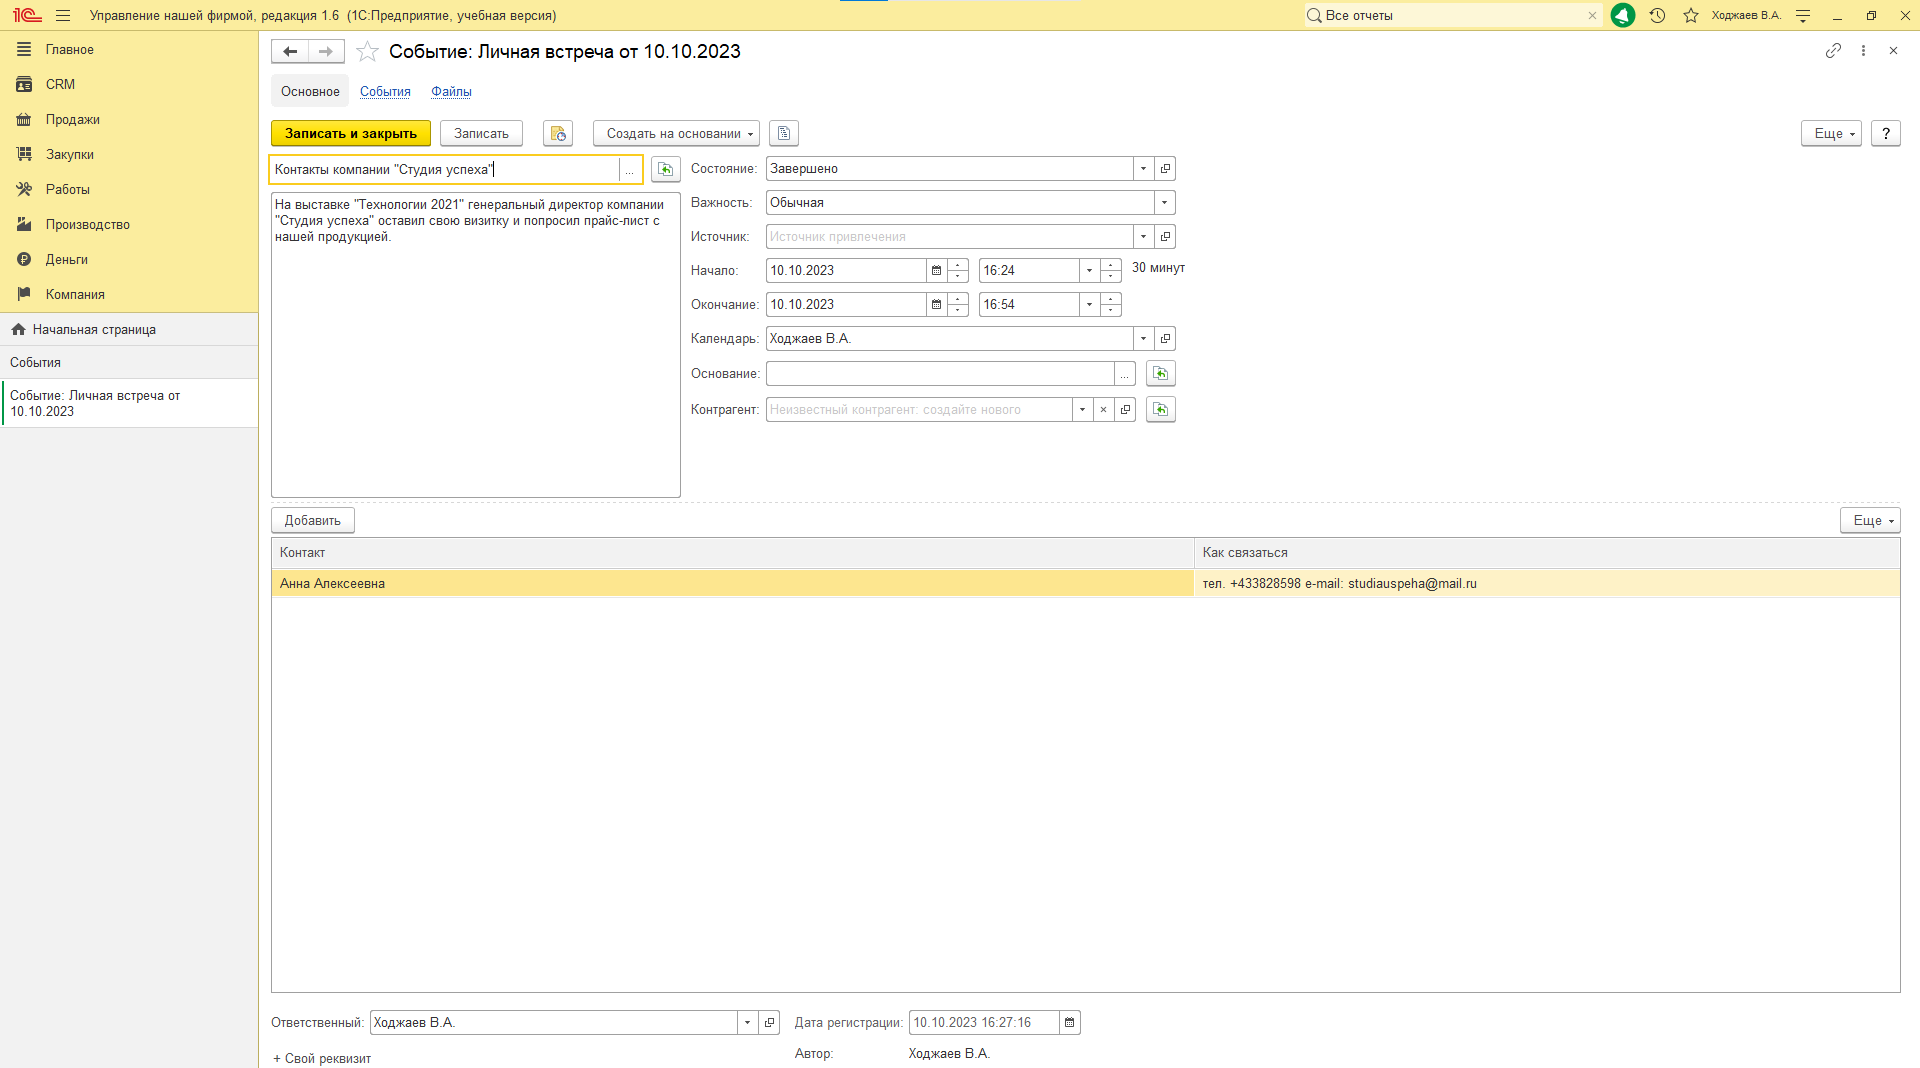 Управление нашей фирмой, редакция 1.6 (1С:Предприятие, учебная версия)
Все отчеты
Ходжаев В.А.
Главное
CRM
Продажи
Закупки
Работы
Производство
Деньги
Компания
Начальная страница
События
Событие: Личная встреча от
10.10.2023
Событие: Личная встреча от 10.10.2023
Основное События Файлы
Записать и закрыть Записать Создать на основании Еще ?
Контакты компании "Студия успеха" ...
На выставке "Технологии 2021" генеральный директор компании
"Студия успеха" оставил свою визитку и попросил прайс-лист с
нашей продукцией.
Состояние: Завершено
Важность: Обычная
Источник: Источник привлечения
Начало: 10.10.2023 16:24 30 минут
Окончание: 10.10.2023 16:54
Календарь: Ходжаев В.А.
Основание: ...
Контрагент: Неизвестный контрагент: создайте нового
Добавить Еще
Контакт Как связаться
Анна Алексеевна тел. +433828598 e-mail: studiauspeha@mail.ru
Ответственный: Ходжаев В.А. Дата регистрации: 10.10.2023 16:27:16
+ Свой реквизит Автор: Ходжаев В.А.